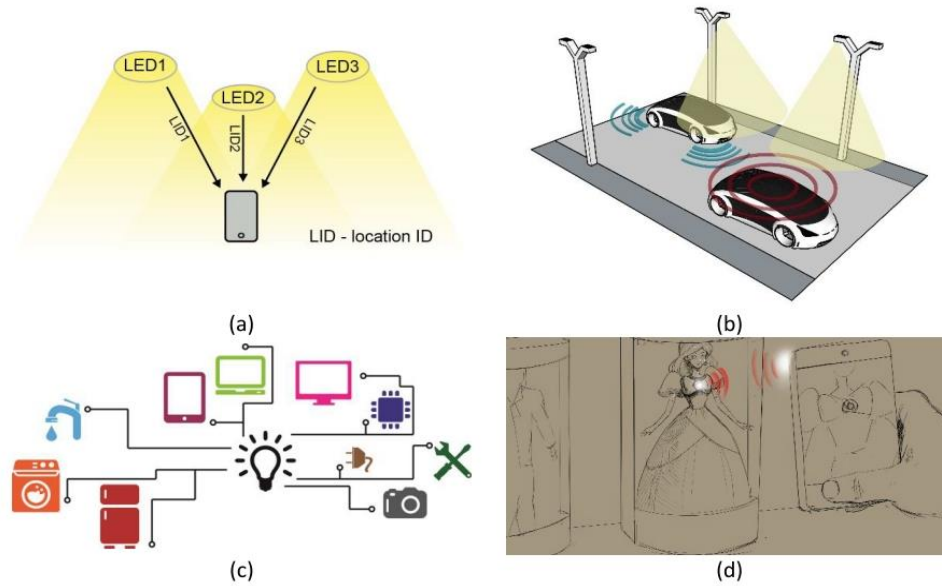 LED1
LED2
LED3
LID1
LID2
LID3
LID - location ID
(a)
(b)
(c)
(d)